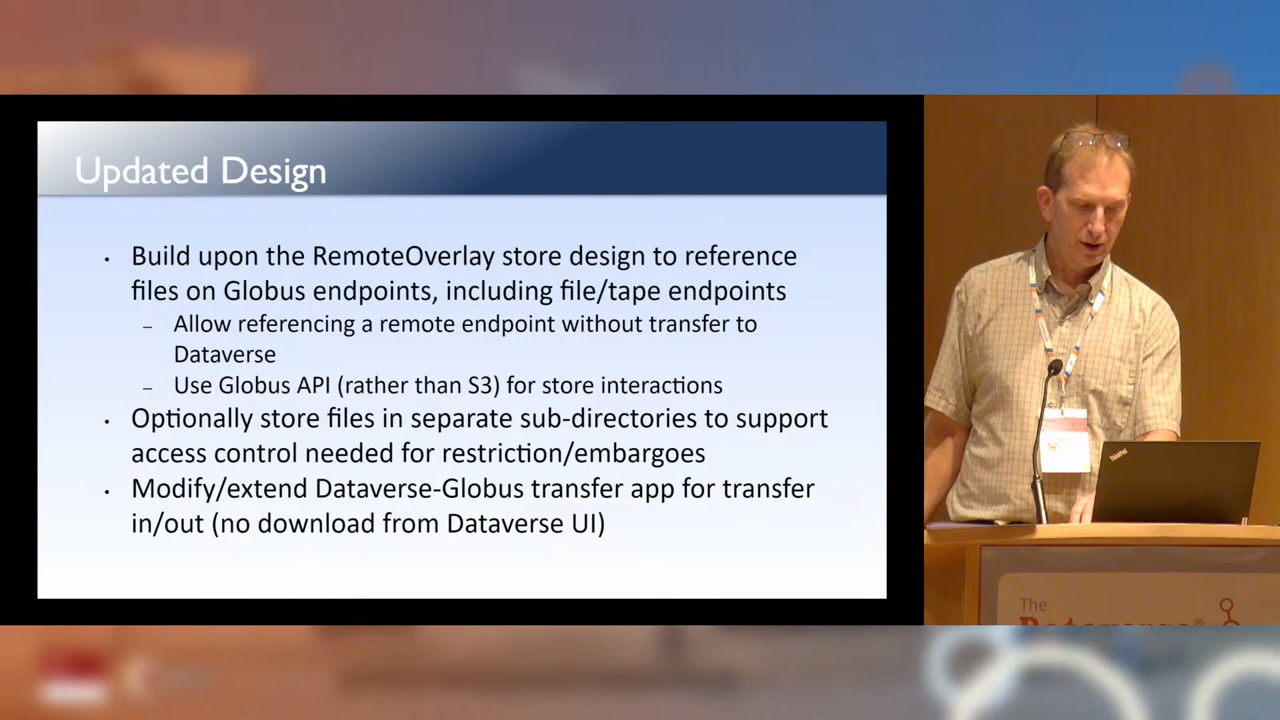 Updated Design
• Build upon the RemoteOverlay store design to reference
files on Globus endpoints, including file/tape endpoints
– Allow referencing a remote endpoint without transfer to
Dataverse
– Use Globus API (rather than S3) for store interactions
• Optionally store files in separate sub-directories to support
access control needed for restriction/embargoes
• Modify/extend Dataverse-Globus transfer app for transfer
in/out (no download from Dataverse UI)
ThinkPad
The
Dataverse®